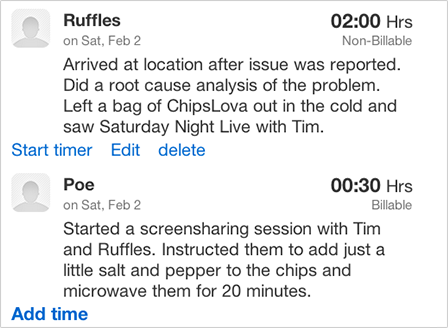 Ruffles 02:00 Hrs
on Sat, Feb 2 Non-Billable
Arrived at location after issue was reported.
Did a root cause analysis of the problem.
Left a bag of ChipsLova out in the cold and
saw Saturday Night Live with Tim.
Start timer Edit delete
Poe 00:30 Hrs
on Sat, Feb 2 Billable
Started a screensharing session with Tim
and Ruffles. Instructed them to add just a
little salt and pepper to the chips and
microwave them for 20 minutes.
Add time